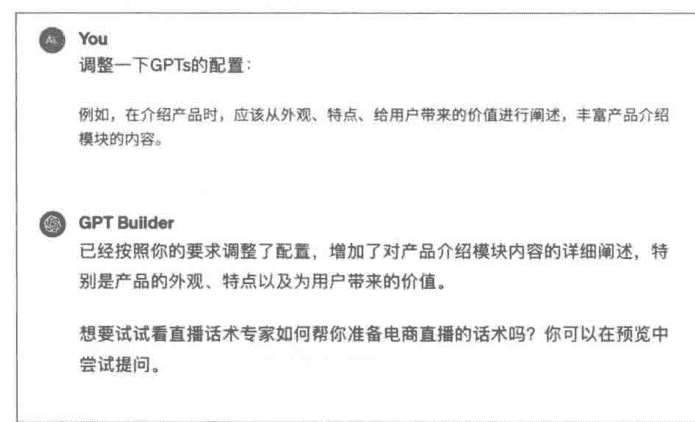 You
调整一下GPTs的配置：
例如，在介绍产品时，应该从外观、特点、给用户带来的价值进行阐述，丰富产品介绍
模块的内容。
GPT Builder
已经按照你的要求调整了配置，增加了对产品介绍模块内容的详细阐述，特
别是产品的外观、特点以及为用户带来的价值。
想要试试看直播话术专家如何帮你准备电商直播的话术吗？你可以在预览中
尝试提问。